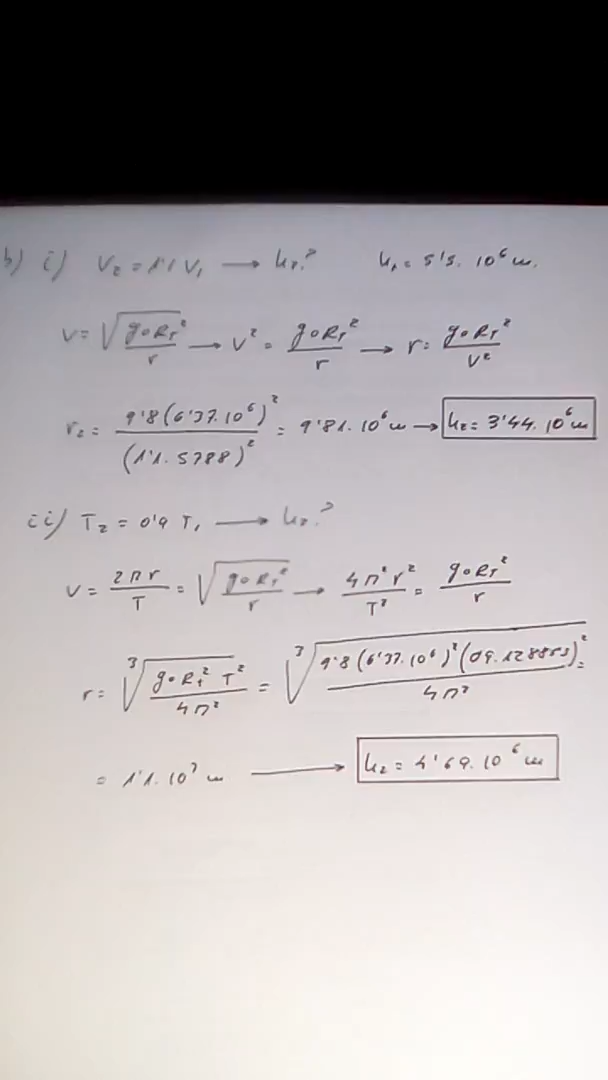 b) i) V₂ = 1'1 V₁ → h₂? h₁ = 5'5. 10⁶ m.
V = √(g₀R_T²/r) → V² = g₀R_T²/r → r = g₀R_T²/V²
r₂ = 9'8(6'37.10⁶)²/(1'1.5788)² = 9'81.10⁶ m → h₂ = 3'44.10⁶ m
ii) T₂ = 0'9 T₁ → h₂?
V = 2πr/T = √(g₀R_T²/r) → 4π²r²/T² = g₀R_T²/r
r = ∛(g₀R_T² T²/4π²) = ∛(9'8(6'37.10⁶)²(09.12885s)²/4π²) =
= 1'1.10⁷ m → h₂ = 4'69.10⁶ m